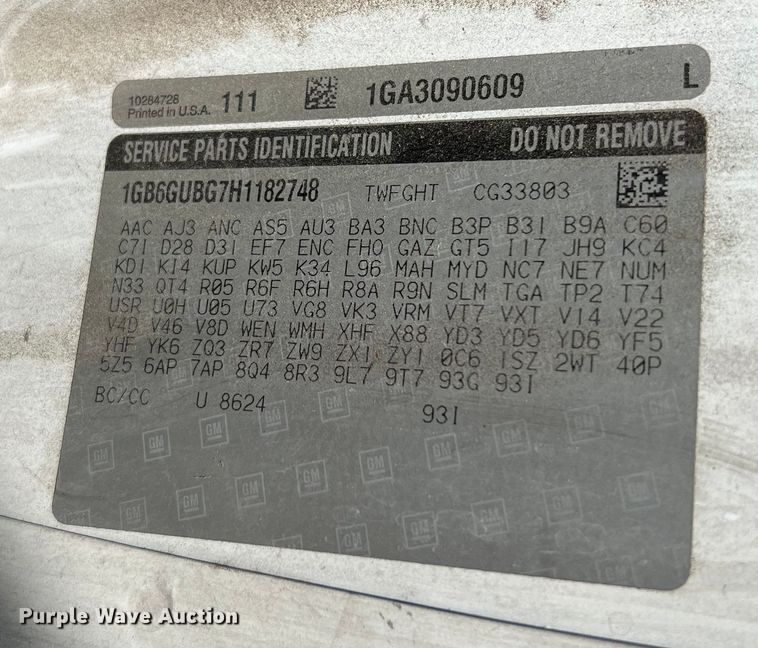 10284728
Printed in U.S.A. 111 1GA3090609 L
SERVICE PARTS IDENTIFICATION DO NOT REMOVE
1GB6GUBG7H1182748 TWFGHT CG33803
AAC AJ3 ANC AS5 AU3 BA3 BNC B3P B3I B9A C60
C7I D28 D3I EF7 ENC FHO GAZ GT5 I17 JH9 KC4
KDI KI4 KUP KW5 K34 L96 MAH MYD NC7 NE7 NUM
N33 QT4 R05 R6F R6H R8A R9N SLM TGA TP2 T74
USR U0H U05 U73 VG8 VK3 VRM VT7 VXT V14 V22
V4D V46 V8D WEN WMH XHF X88 YD3 YD5 YD6 YF5
YHF YK6 ZQ3 ZR7 ZW9 ZXI ZYI 0C6 ISZ 2WT 40P
5Z5 6AP 7AP 8Q4 8R3 9L7 9T7 93G 93I
BC/CC U 8624 93I
GM
Purple Wave Auction